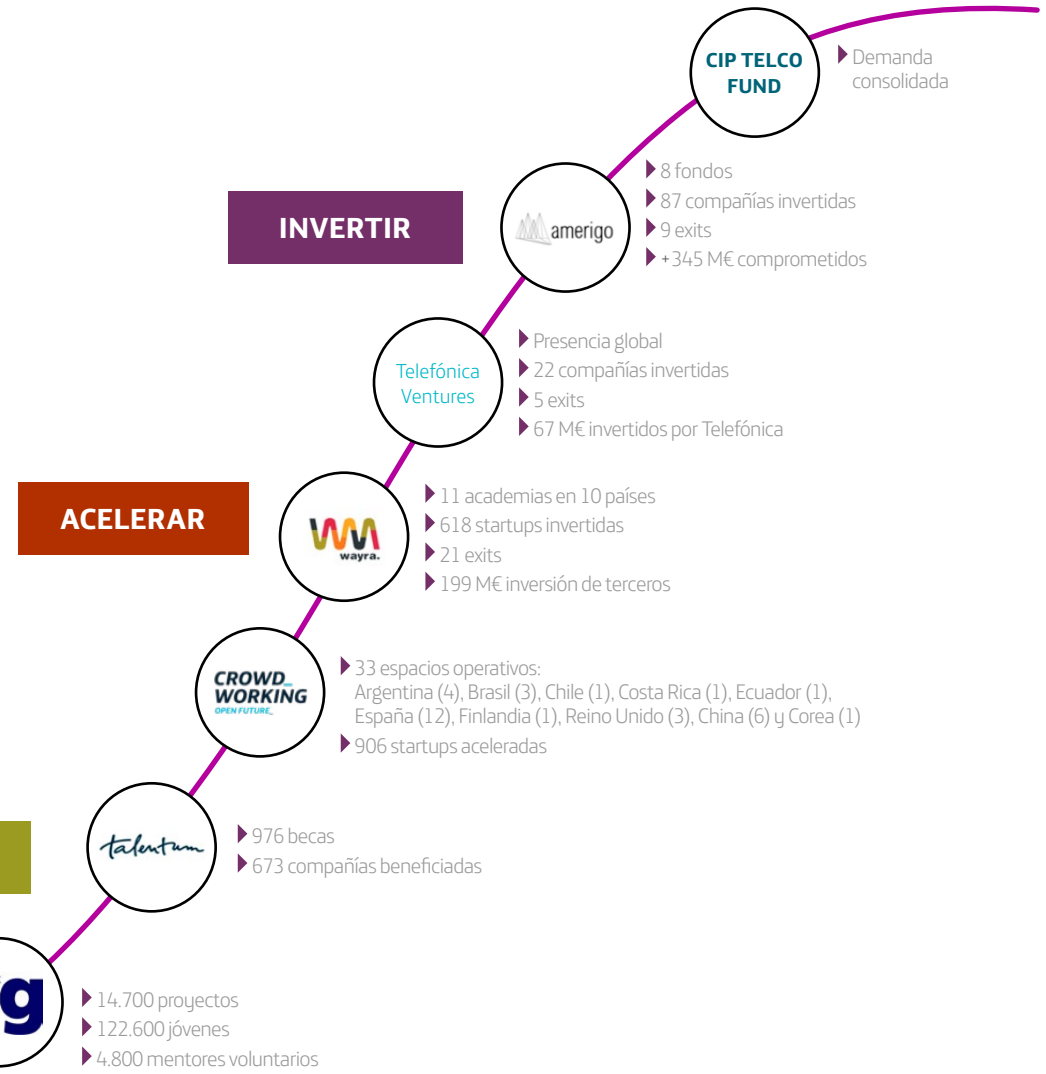 CIP TELCO
FUND
Demanda
consolidada
INVERTIR
amerigo
8 fondos
87 compañías invertidas
9 exits
+345 M€ comprometidos
Telefónica
Ventures
Presencia global
22 compañías invertidas
5 exits
67 M€ invertidos por Telefónica
ACELERAR
wayra.
11 academias en 10 países
618 startups invertidas
21 exits
199 M€ inversión de terceros
CROWD_
WORKING
OPEN FUTURE_
33 espacios operativos:
Argentina (4), Brasil (3), Chile (1), Costa Rica (1), Ecuador (1),
España (12), Finlandia (1), Reino Unido (3), China (6) y Corea (1)
906 startups aceleradas
talentum
976 becas
673 compañías beneficiadas
g
14.700 proyectos
122.600 jóvenes
4.800 mentores voluntarios